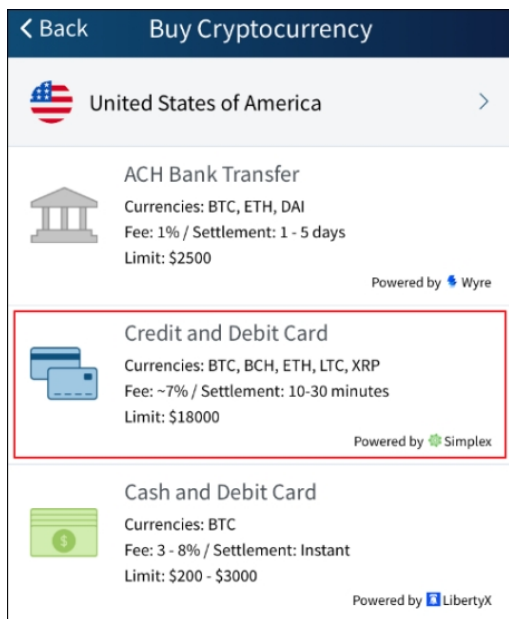 Back Buy Cryptocurrency
United States of America
ACH Bank Transfer
Currencies: BTC, ETH, DAI
Fee: 1% / Settlement: 1 - 5 days
Limit: $2500
Powered by Wyre
Credit and Debit Card
Currencies: BTC, BCH, ETH, LTC, XRP
Fee: ~7% / Settlement: 10-30 minutes
Limit: $18000
Powered by Simplex
Cash and Debit Card
Currencies: BTC
Fee: 3 - 8% / Settlement: Instant
Limit: $200 - $3000
Powered by LibertyX